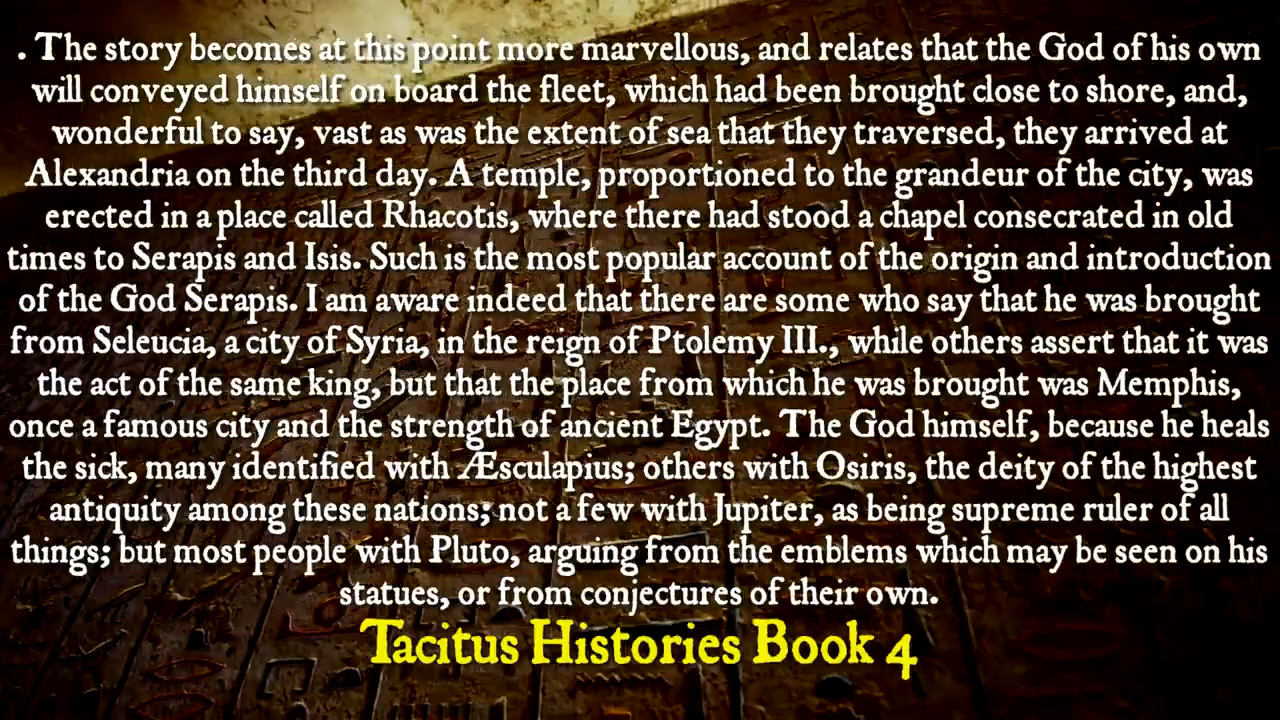 . The story becomes at this point more marvellous, and relates that the God of his own
will conveyed himself on board the fleet, which had been brought close to shore, and,
wonderful to say, vast as was the extent of sea that they traversed, they arrived at
Alexandria on the third day. A temple, proportioned to the grandeur of the city, was
erected in a place called Rhacotis, where there had stood a chapel consecrated in old
times to Serapis and Isis. Such is the most popular account of the origin and introduction
of the God Serapis. I am aware indeed that there are some who say that he was brought
from Seleucia, a city of Syria, in the reign of Ptolemy III., while others assert that it was
the act of the same king, but that the place from which he was brought was Memphis,
once a famous city and the strength of ancient Egypt. The God himself, because he heals
the sick, many identified with Æsculapius; others with Osiris, the deity of the highest
antiquity among these nations; not a few with Jupiter, as being supreme ruler of all
things; but most people with Pluto, arguing from the emblems which may be seen on his
statues, or from conjectures of their own.
Tacitus Histories Book 4